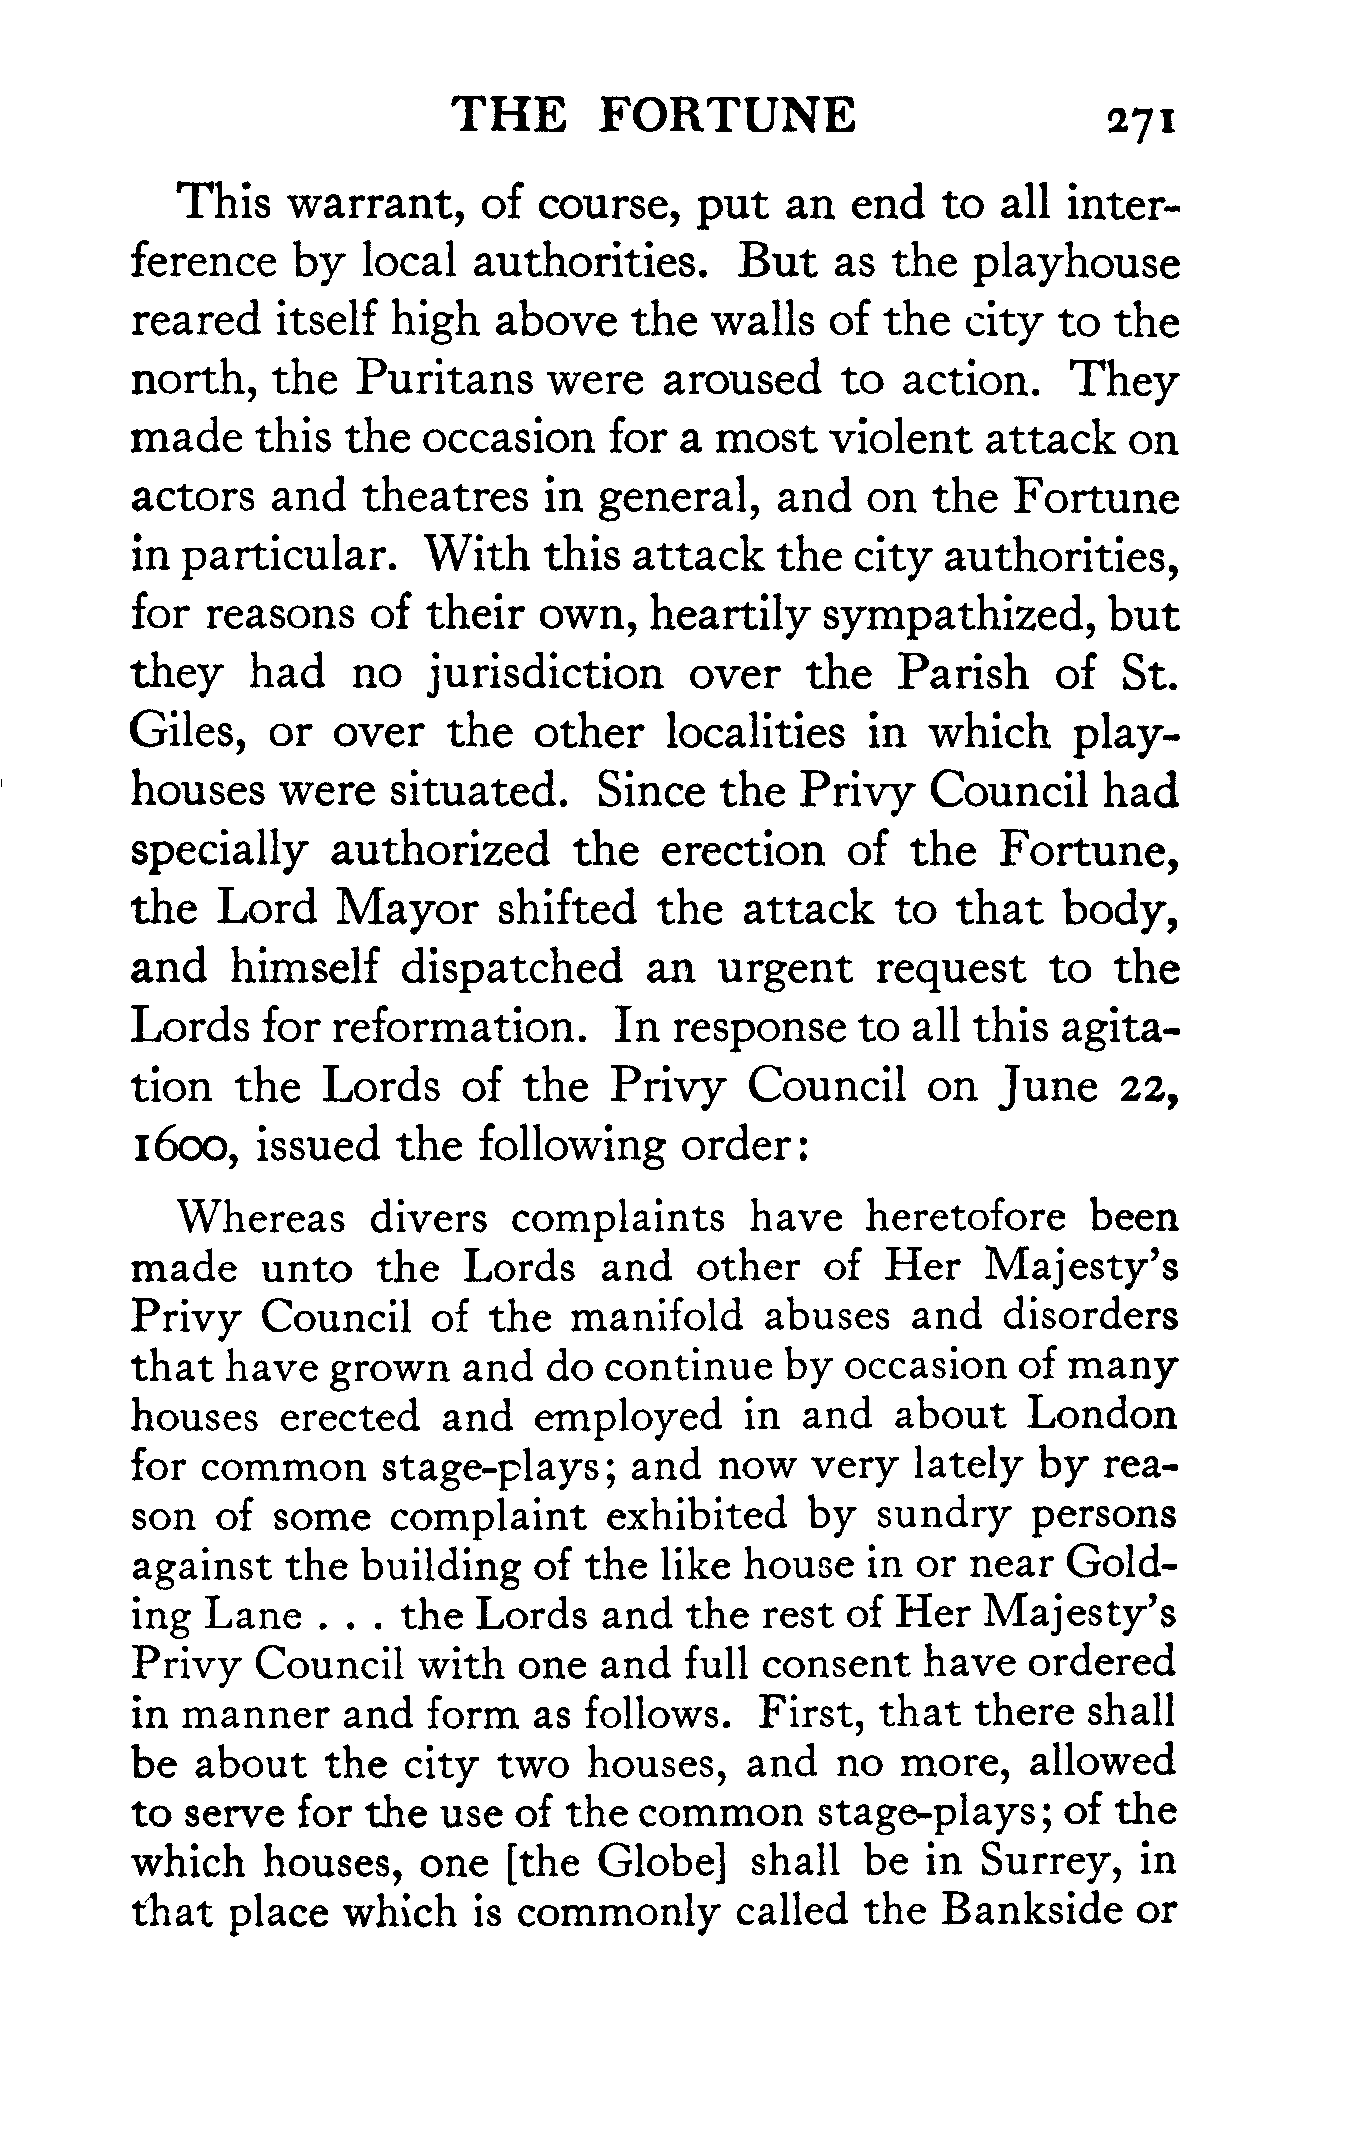 THE FORTUNE 271
This warrant, of course, put an end to all inter-
ference by local authorities. But as the playhouse
reared itself high above the walls of the city to the
north, the Puritans were aroused to action. They
made this the occasion for a most violent attack on
actors and theatres in general, and on the Fortune
in particular. With this attack the city authorities,
for reasons of their own, heartily sympathized, but
they had no jurisdiction over the Parish of St.
Giles, or over the other localities in which play-
houses were situated. Since the Privy Council had
specially authorized the erection of the Fortune,
the Lord Mayor shifted the attack to that body,
and himself dispatched an urgent request to the
Lords for reformation. In response to all this agita-
tion the Lords of the Privy Council on June 22,
1600, issued the following order:
Whereas divers complaints have heretofore been
made unto the Lords and other of Her Majesty's
Privy Council of the manifold abuses and disorders
that have grown and do continue by occasion of many
houses erected and employed in and about London
for common stage-plays; and now very lately by rea-
son of some complaint exhibited by sundry persons
against the building of the like house in or near Gold-
ing Lane . . . the Lords and the rest of Her Majesty's
Privy Council with one and full consent have ordered
in manner and form as follows. First, that there shall
be about the city two houses, and no more, allowed
to serve for the use of the common stage-plays; of the
which houses, one [the Globe] shall be in Surrey, in
that place which is commonly called the Bankside or